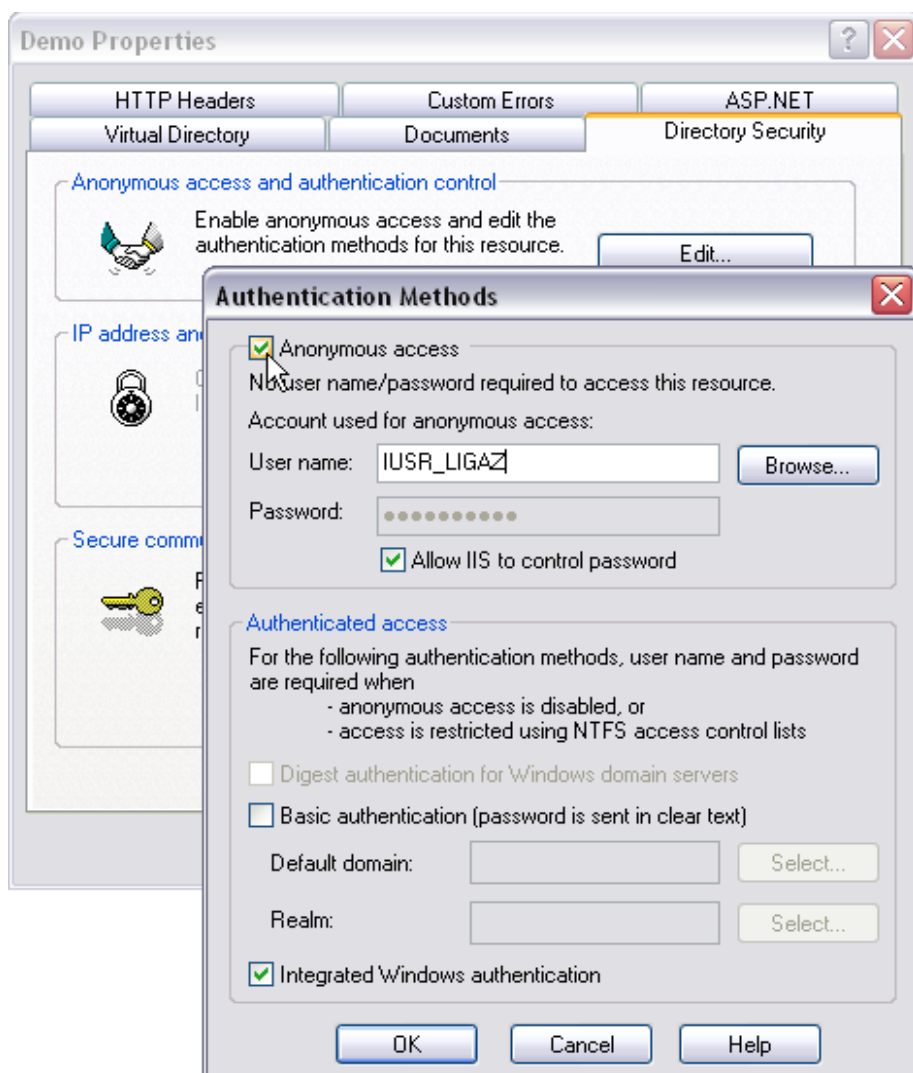 Demo Properties
HTTP Headers
Custom Errors
ASP.NET
Virtual Directory
Documents
Directory Security
Anonymous access and authentication control
Enable anonymous access and edit the
authentication methods for this resource.
Edit...
IP address
Secure
Authentication Methods
Anonymous access
No user name/password required to access this resource.
Account used for anonymous access:
User name:
IUSR_LIGAZ
Browse...
Password:
Allow IIS to control password
Authenticated access
For the following authentication methods, user name and password
are required when
- anonymous access is disabled, or
- access is restricted using NTFS access control lists
Digest authentication for Windows domain servers
Basic authentication (password is sent in clear text)
Default domain:
Select...
Realm:
Select...
Integrated Windows authentication
OK
Cancel
Help